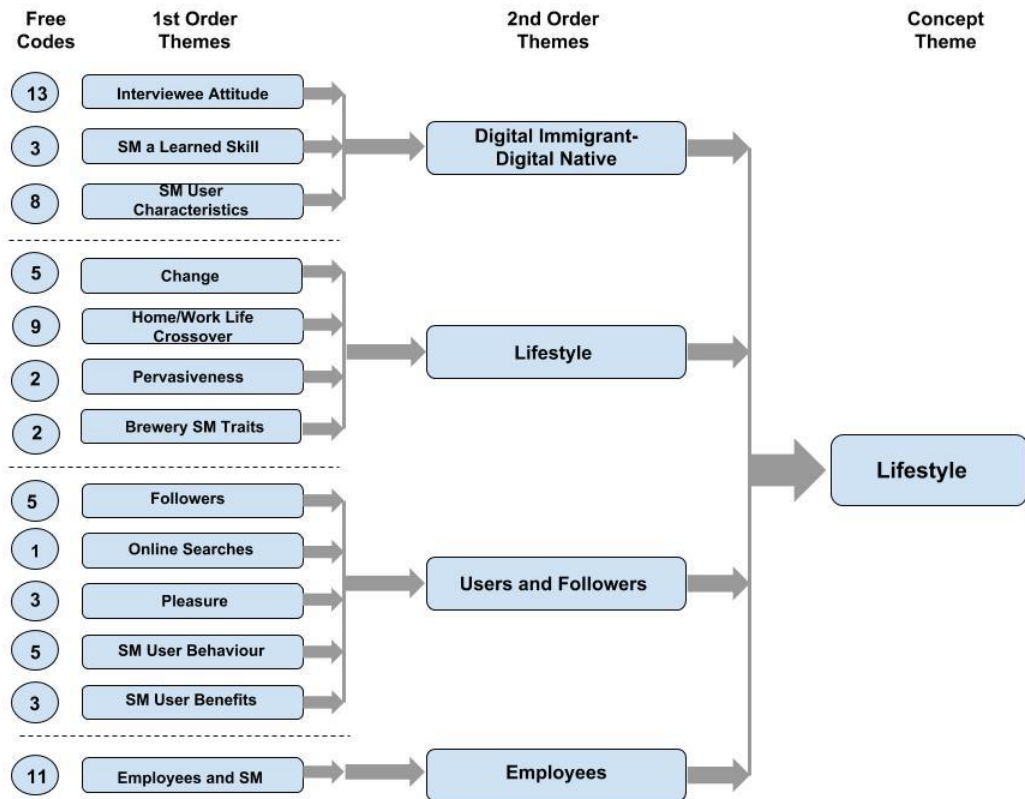 Free
Codes
1st Order
Themes
2nd Order
Themes
Concept
Theme
13
Interviewee Attitude
3
SM a Learned Skill
8
SM User
Characteristics
Digital Immigrant-
Digital Native
5
Change
9
Home/Work Life
Crossover
2
Pervasiveness
2
Brewery SM Traits
Lifestyle
5
Followers
1
Online Searches
3
Pleasure
5
SM User Behaviour
3
SM User Benefits
Users and Followers
11
Employees and SM
Employees
Lifestyle